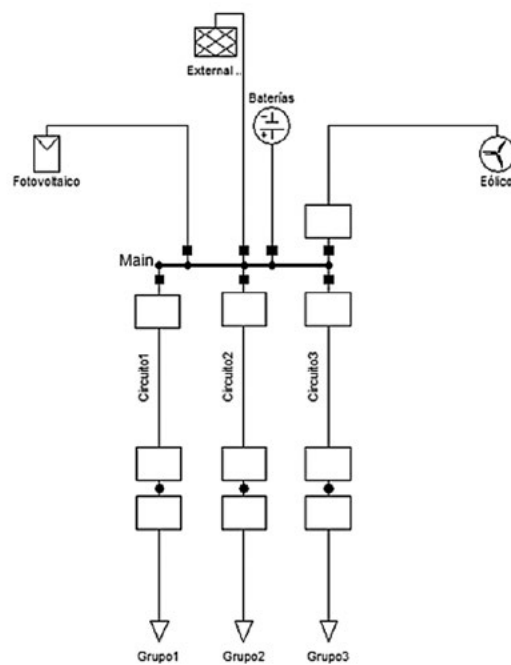 External ..
Baterías
Fotovoltaico
Eólico
Main
Circuito1
Circuito2
Circuito3
Grupo1
Grupo2
Grupo3